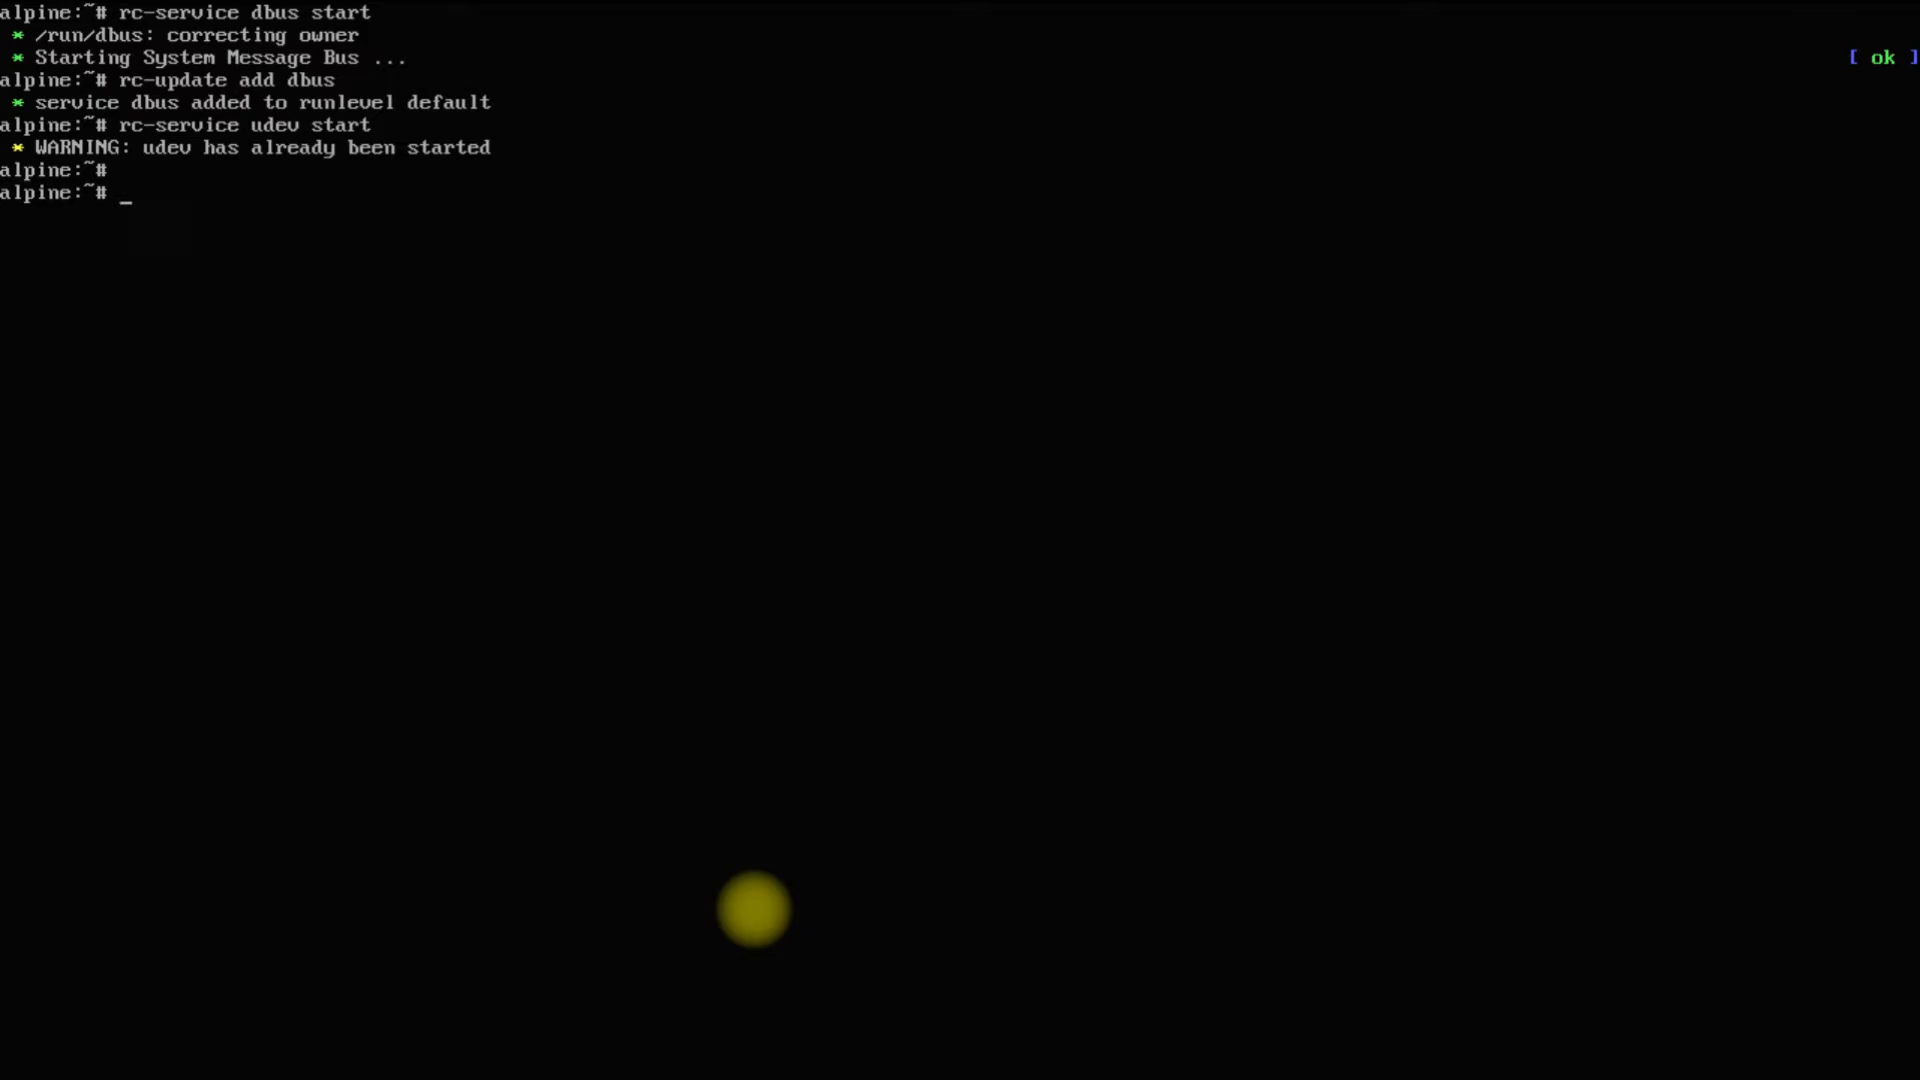 alpine:~# rc-service dbus start
* /run/dbus: correcting owner
* Starting System Message Bus ... [ ok ]
alpine:~# rc-update add dbus
* service dbus added to runlevel default
alpine:~# rc-service udev start
* WARNING: udev has already been started
alpine:~#
alpine:~# _